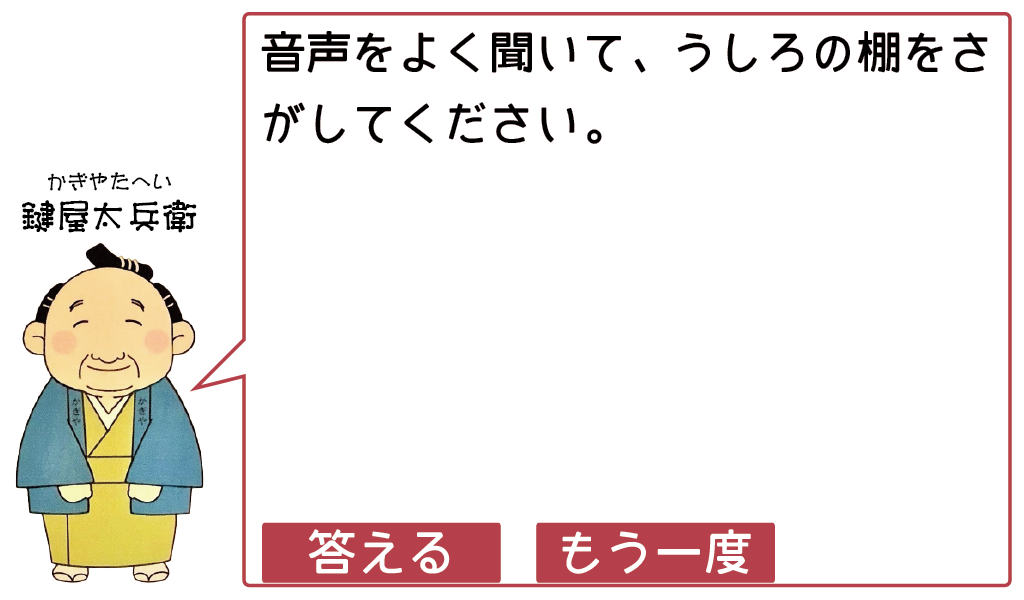 音声をよく聞いて、うしろの棚をさ
がしてください。
かぎやたへい
鍵屋太兵衛
かぎや
かぎや
答える
もう一度